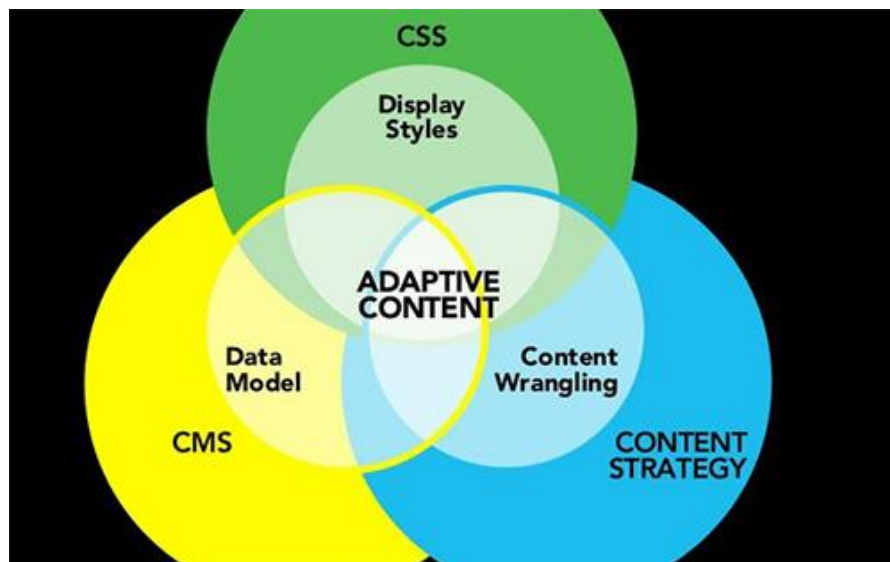 CSS
Display
Styles
ADAPTIVE
CONTENT
Data
Model
Content
Wrangling
CMS
CONTENT
STRATEGY